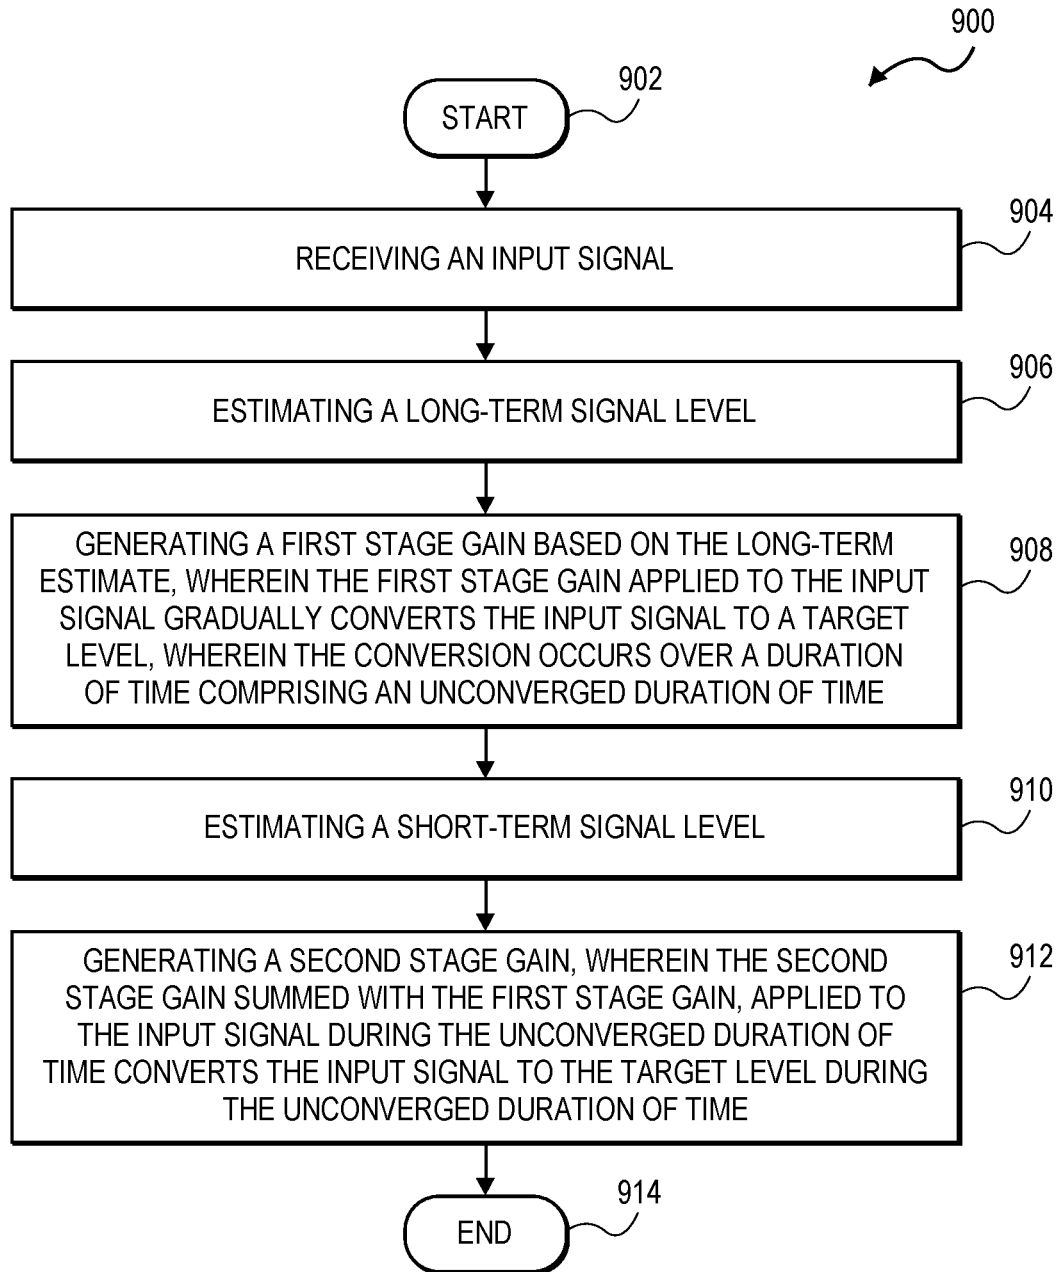 900
START
902
RECEIVING AN INPUT SIGNAL
904
ESTIMATING A LONG-TERM SIGNAL LEVEL
906
GENERATING A FIRST STAGE GAIN BASED ON THE LONG-TERM
ESTIMATE, WHEREIN THE FIRST STAGE GAIN APPLIED TO THE INPUT
SIGNAL GRADUALLY CONVERTS THE INPUT SIGNAL TO A TARGET
LEVEL, WHEREIN THE CONVERSION OCCURS OVER A DURATION
OF TIME COMPRISING AN UNCONVERGED DURATION OF TIME
908
ESTIMATING A SHORT-TERM SIGNAL LEVEL
910
GENERATING A SECOND STAGE GAIN, WHEREIN THE SECOND
STAGE GAIN SUMMED WITH THE FIRST STAGE GAIN, APPLIED TO
THE INPUT SIGNAL DURING THE UNCONVERGED DURATION OF
TIME CONVERTS THE INPUT SIGNAL TO THE TARGET LEVEL DURING
THE UNCONVERGED DURATION OF TIME
912
END
914